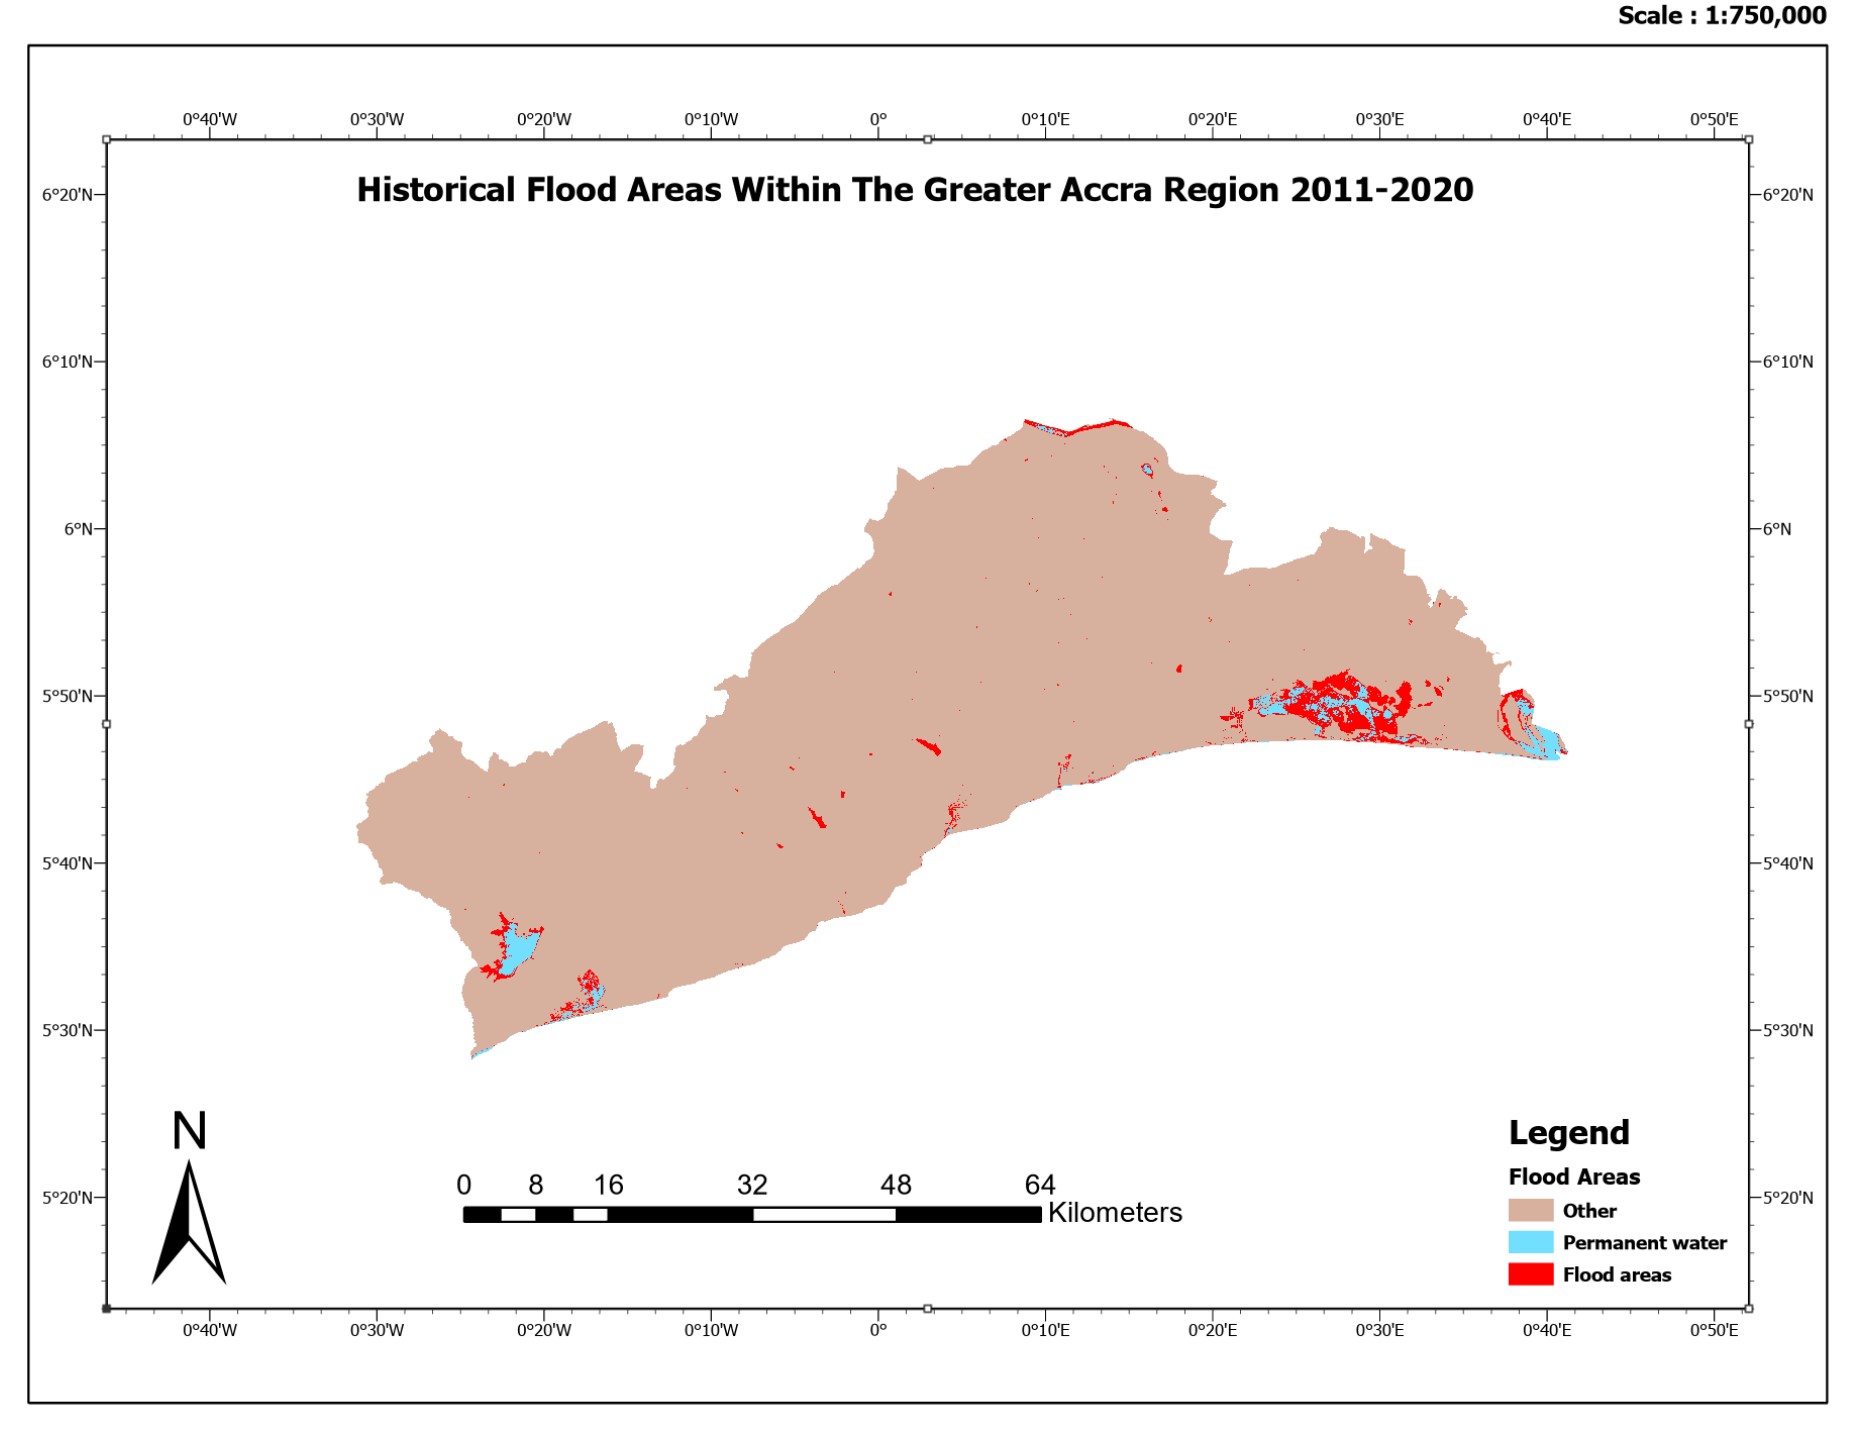 Scale : 1:750,000
0°40'W 0°30'W 0°20'W 0°10'W 0° 0°10'E 0°20'E 0°30'E 0°40'E 0°50'E
Historical Flood Areas Within The Greater Accra Region 2011-2020
6°20'N 6°20'N
6°10'N 6°10'N
6°N 6°N
5°50'N 5°50'N
5°40'N 5°40'N
5°30'N 5°30'N
N
Legend
Flood Areas
5°20'N 5°20'N
0 8 16 32 48 64
Kilometers
Other
Permanent water
Flood areas
0°40'W 0°30'W 0°20'W 0°10'W 0° 0°10'E 0°20'E 0°30'E 0°40'E 0°50'E